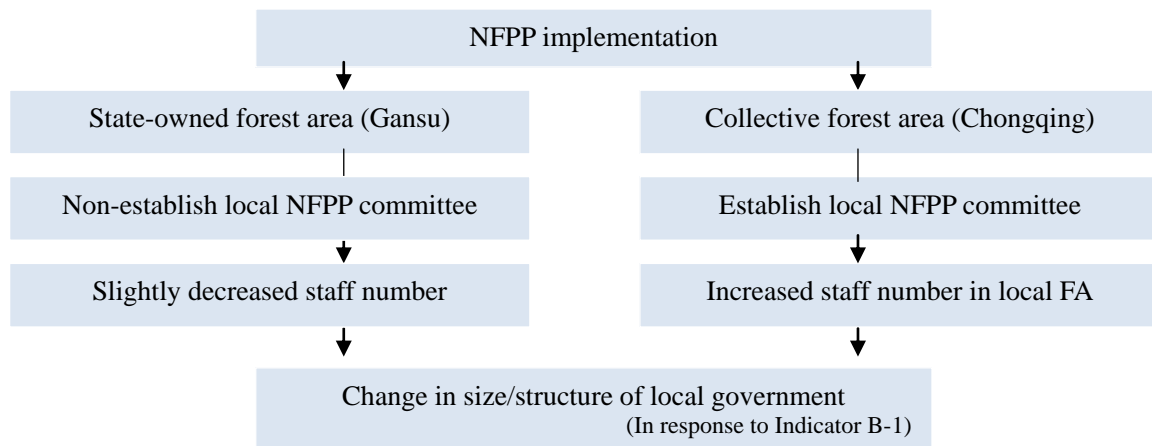 NFPP implementation
State-owned forest area (Gansu)
Collective forest area (Chongqing)
Non-establish local NFPP committee
Establish local NFPP committee
Slightly decreased staff number
Increased staff number in local FA
Change in size/structure of local government
(In response to Indicator B-1)